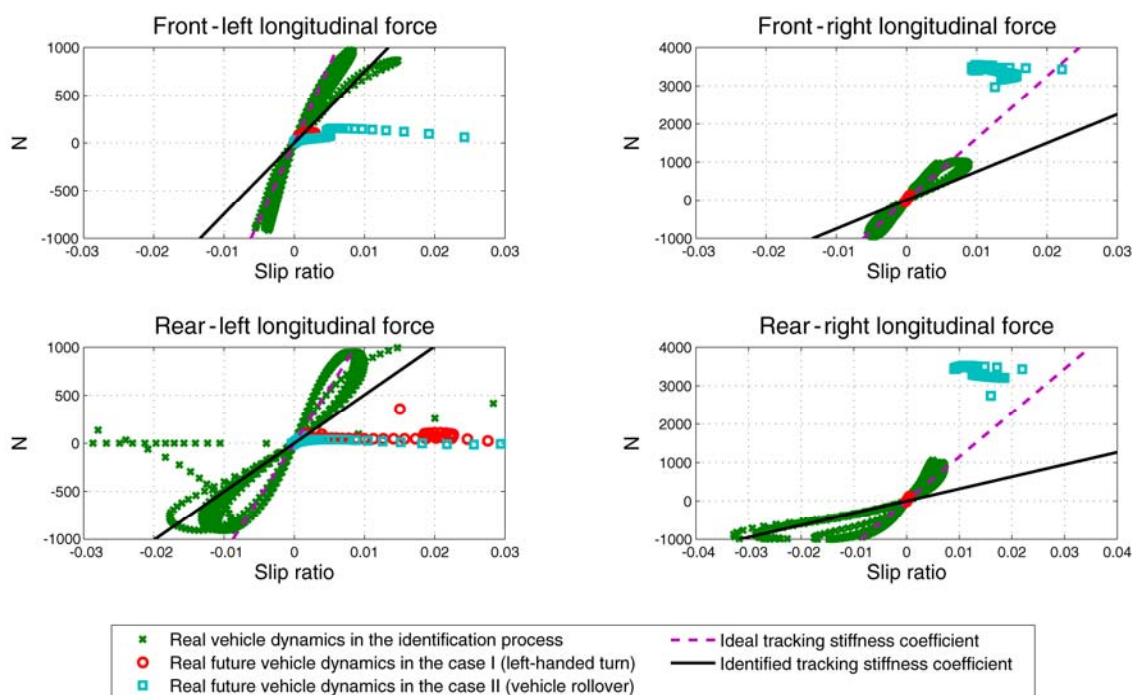 Front-left longitudinal force
1000
500
0
-500
-1000
N
-0.03 -0.02 -0.01 0 0.01 0.02 0.03
Slip ratio
Front-right longitudinal force
4000
3000
2000
1000
0
-1000
N
-0.03 -0.02 -0.01 0 0.01 0.02 0.03
Slip ratio
Rear-left longitudinal force
1000
500
0
-500
-1000
N
-0.03 -0.02 -0.01 0 0.01 0.02 0.03
Slip ratio
Rear-right longitudinal force
4000
3000
2000
1000
0
-1000
N
-0.04 -0.03 -0.02 -0.01 0 0.01 0.02 0.03 0.04
Slip ratio
Real vehicle dynamics in the identification process
Real future vehicle dynamics in the case I (left-handed turn)
Real future vehicle dynamics in the case II (vehicle rollover)
Ideal tracking stiffness coefficient
Identified tracking stiffness coefficient